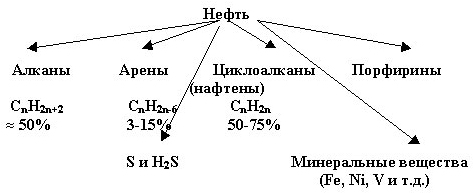 Нефть
Алканы Арены Циклоалканы Порфирины
(нафтены)
CnH2n+2 CnH2n-6 CnH2n
≈ 50% 3-15% 50-75%
S и H2S Минеральные вещества
(Fe, Ni, V и т.д.)